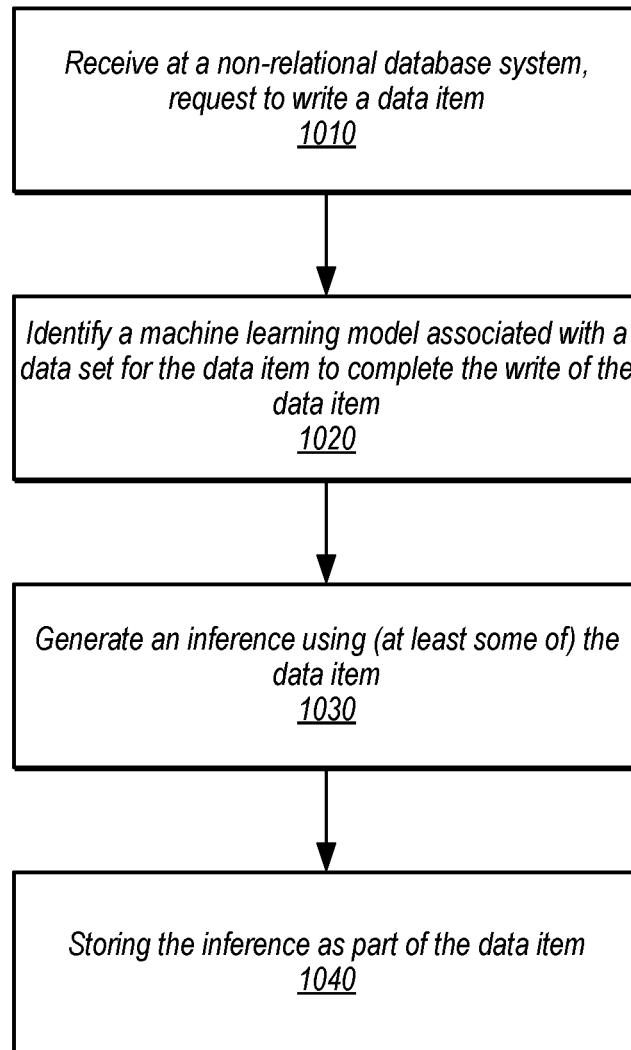 Receive at a non-relational database system,
request to write a data item
1010
Identify a machine learning model associated with a
data set for the data item to complete the write of the
data item
1020
Generate an inference using (at least some of) the
data item
1030
Storing the inference as part of the data item
1040